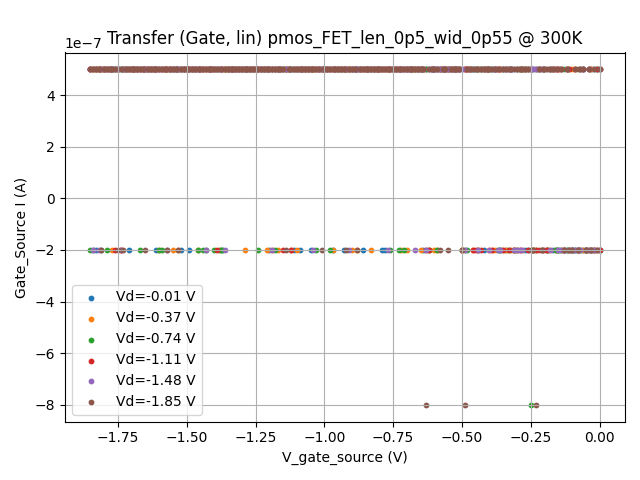 Transfer (Gate, lin) pmos_FET_len_0p5_wid_0p55 @ 300K
1e−7
4
2
0
−2
−4
−6
−8
Gate_Source I (A)
Vd=-0.01 V
Vd=-0.37 V
Vd=-0.74 V
Vd=-1.11 V
Vd=-1.48 V
Vd=-1.85 V
−1.75 −1.50 −1.25 −1.00 −0.75 −0.50 −0.25 0.00
V_gate_source (V)